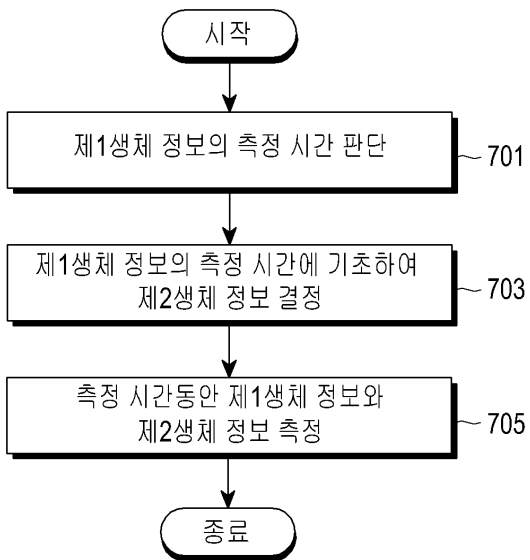 시작
제1생체 정보의 측정 시간 판단
701
제1생체 정보의 측정 시간에 기초하여
제2생체 정보 결정
703
측정 시간동안 제1생체 정보와
제2생체 정보 측정
705
종료